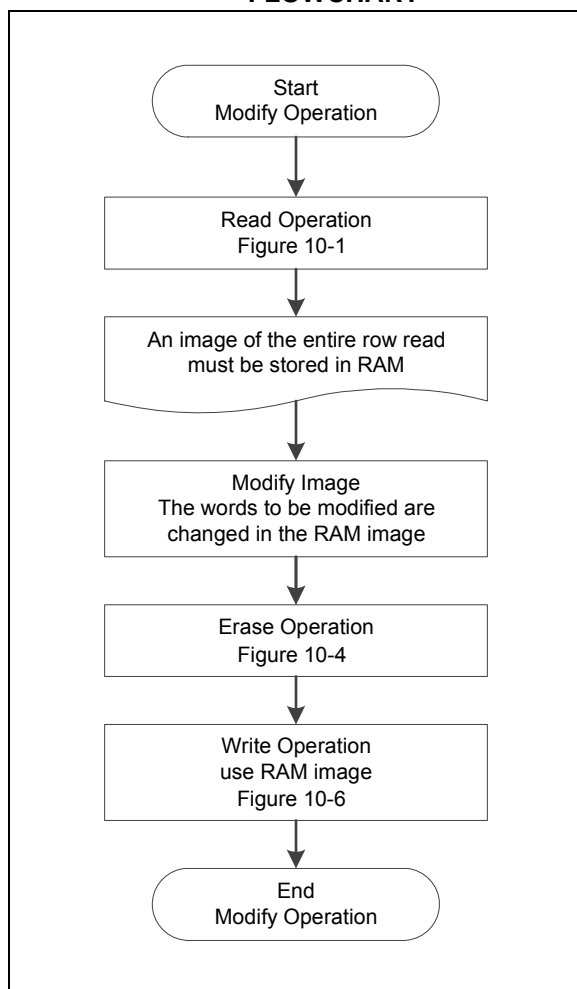 FLOWCHART
Start
Modify Operation
Read Operation
Figure 10-1
An image of the entire row read
must be stored in RAM
Modify Image
The words to be modified are
changed in the RAM image
Erase Operation
Figure 10-4
Write Operation
use RAM image
Figure 10-6
End
Modify Operation